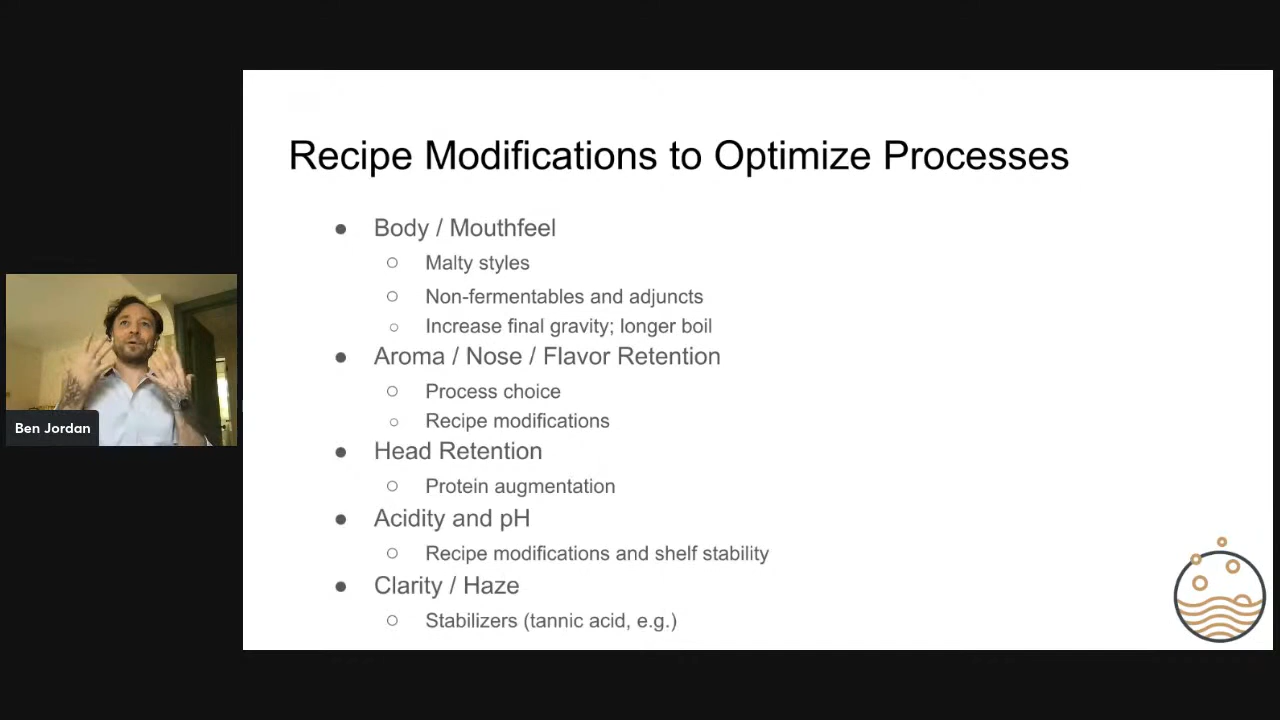 Recipe Modifications to Optimize Processes
● Body / Mouthfeel
○ Malty styles
○ Non-fermentables and adjuncts
○ Increase final gravity; longer boil
● Aroma / Nose / Flavor Retention
○ Process choice
○ Recipe modifications
● Head Retention
○ Protein augmentation
● Acidity and pH
○ Recipe modifications and shelf stability
● Clarity / Haze
○ Stabilizers (tannic acid, e.g.)
Ben Jordan